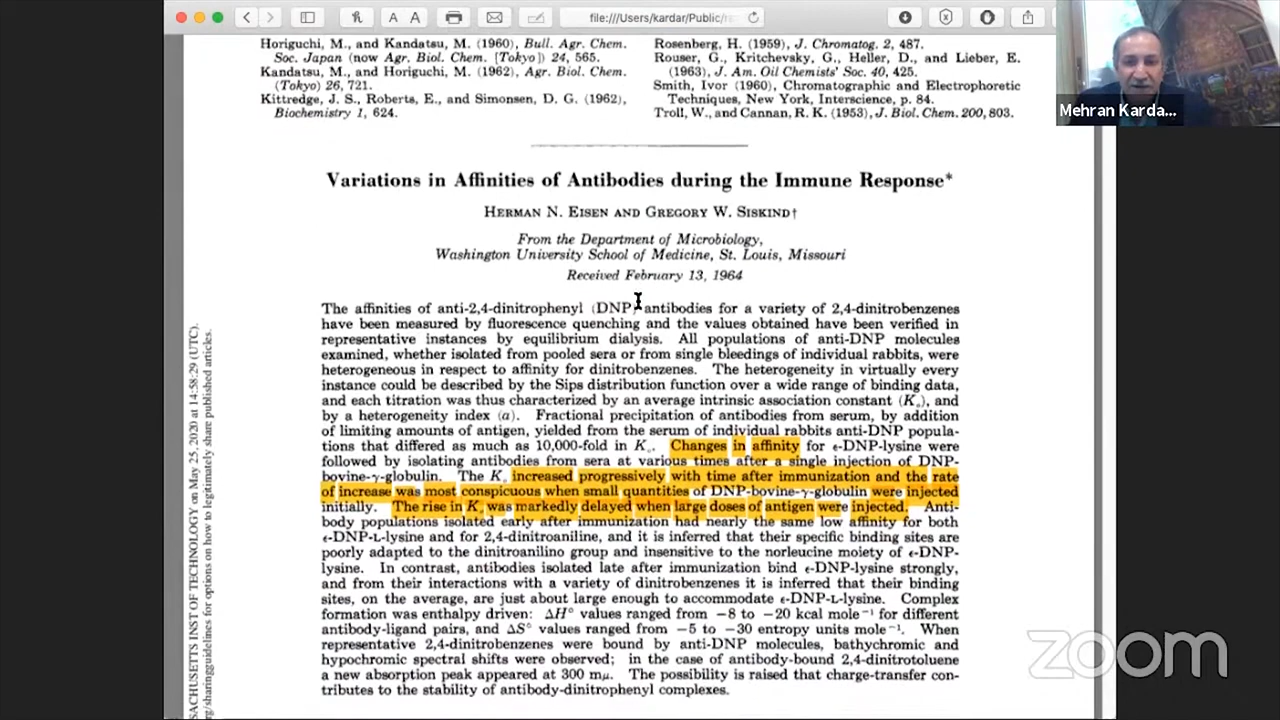 file:///Users/kardar/Public/
A A
Mehran Karda...
Horiguchi, M., and Kandatsu, M. (1960), Bull. Agr. Chem.
Soc. Japan (now Agr. Biol. Chem. [Tokyo]) 24, 565.
Kandatsu, M., and Horiguchi, M. (1962), Agr. Biol. Chem.
(Tokyo) 26, 721.
Kittredge, J. S., Roberts, E., and Simonsen, D. G. (1962),
Biochemistry 1, 624.
Rosenberg, H. (1959), J. Chromatog. 2, 487.
Rouser, G., Kritchevsky, G., Heller, D., and Lieber, E.
(1963), J. Am. Oil Chemists' Soc. 40, 425.
Smith, Ivor (1960), Chromatographic and Electrophoretic
Techniques, New York, Interscience, p. 84.
Troll, W., and Cannan, R. K. (1953), J. Biol. Chem. 200, 803.
Variations in Affinities of Antibodies during the Immune Response*
HERMAN N. EISEN AND GREGORY W. SISKIND†
From the Department of Microbiology,
Washington University School of Medicine, St. Louis, Missouri
Received February 13, 1964
The affinities of anti-2,4-dinitrophenyl (DNP) antibodies for a variety of 2,4-dinitrobenzenes
have been measured by fluorescence quenching and the values obtained have been verified in
representative instances by equilibrium dialysis. All populations of anti-DNP molecules
examined, whether isolated from pooled sera or from single bleedings of individual rabbits, were
heterogeneous in respect to affinity for dinitrobenzenes. The heterogeneity in virtually every
instance could be described by the Sips distribution function over a wide range of binding data,
and each titration was thus characterized by an average intrinsic association constant (K₀), and
by a heterogeneity index (a). Fractional precipitation of antibodies from serum, by addition
of limiting amounts of antigen, yielded from the serum of individual rabbits anti-DNP popula-
tions that differed as much as 10,000-fold in K₀. Changes in affinity for ε-DNP-lysine were
followed by isolating antibodies from sera at various times after a single injection of DNP-
bovine-γ-globulin. The K₀ increased progressively with time after immunization and the rate
of increase was most conspicuous when small quantities of DNP-bovine-γ-globulin were injected
initially. The rise in K₀ was markedly delayed when large doses of antigen were injected. Anti-
body populations isolated early after immunization had nearly the same low affinity for both
ε-DNP-L-lysine and for 2,4-dinitroaniline, and it is inferred that their specific binding sites are
poorly adapted to the dinitroanilino group and insensitive to the norleucine moiety of ε-DNP-
lysine. In contrast, antibodies isolated late after immunization bind ε-DNP-lysine strongly,
and from their interactions with a variety of dinitrobenzenes it is inferred that their binding
sites, on the average, are just about large enough to accommodate ε-DNP-L-lysine. Complex
formation was enthalpy driven: ΔH° values ranged from −8 to −20 kcal mole⁻¹ for different
antibody-ligand pairs, and ΔS° values ranged from −5 to −30 entropy units mole⁻¹. When
representative 2,4-dinitrobenzenes were bound by anti-DNP molecules, bathychromic and
hypochromic spectral shifts were observed; in the case of antibody-bound 2,4-dinitrotoluene
a new absorption peak appeared at 300 mμ. The possibility is raised that charge-transfer con-
tributes to the stability of antibody-dinitrophenyl complexes.
SACHUSETTS INST OF TECHNOLOGY on May 25, 2020 at 14:58:29 (UTC).
rg/sharingguidelines for options on how to legitimately share published articles.
zoom